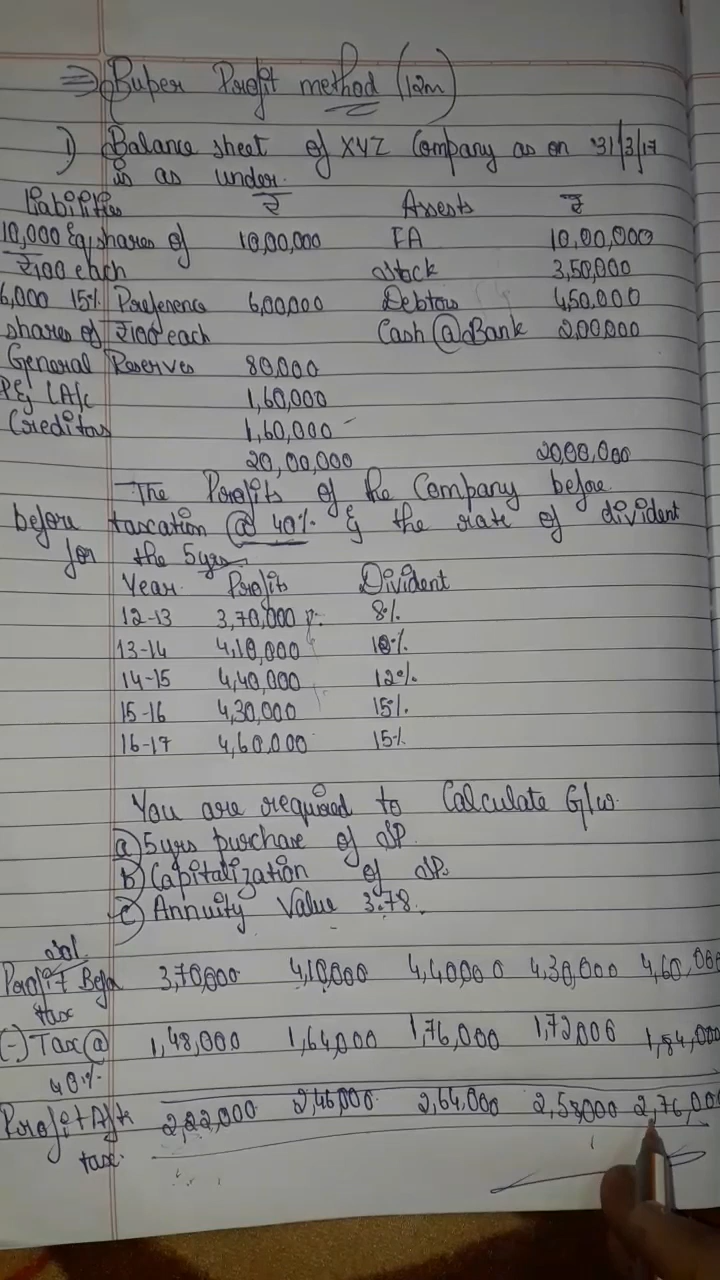 ⇒ Super Profit method (12m)
1) Balance sheet of XYZ Company as on 31/3/17
is as under.
Liabilities ₹ Assests ₹
10,000 Eq shares of 10,00,000 FA 10,00,000
₹100 each Stock 3,50,000
6,000 15% Preference 6,00,000 Debtors 450,000
shares of ₹100 each Cash @ Bank 2,00,000
General Reserves 80,000
P&L A/c 1,60,000
Creditors 1,60,000
20,00,000 2000,000
The Profits of the Company before
before taxation @ 40% & the rate of divident
for the 5yrs
Year Profit Divident
12-13 3,70,000 8%
13-14 4,10,000 10%
14-15 4,40,000 12%
15-16 4,30,000 15%
16-17 4,60,000 15%
You are required to Calculate G/w.
a) 5yrs purchase of SP.
b) Capitalization of SP.
c) Annuity Value 3.78.
Sol.
Profit Before 3,70,000 4,10,000 4,40,000 4,30,000 4,60,000
tax
(-) Tax @ 1,48,000 1,64,000 1,76,000 1,72,000 1,84,000
40%
Profit Aft 2,22,000 2,46,000 2,64,000 2,58,000 2,76,000
tax.